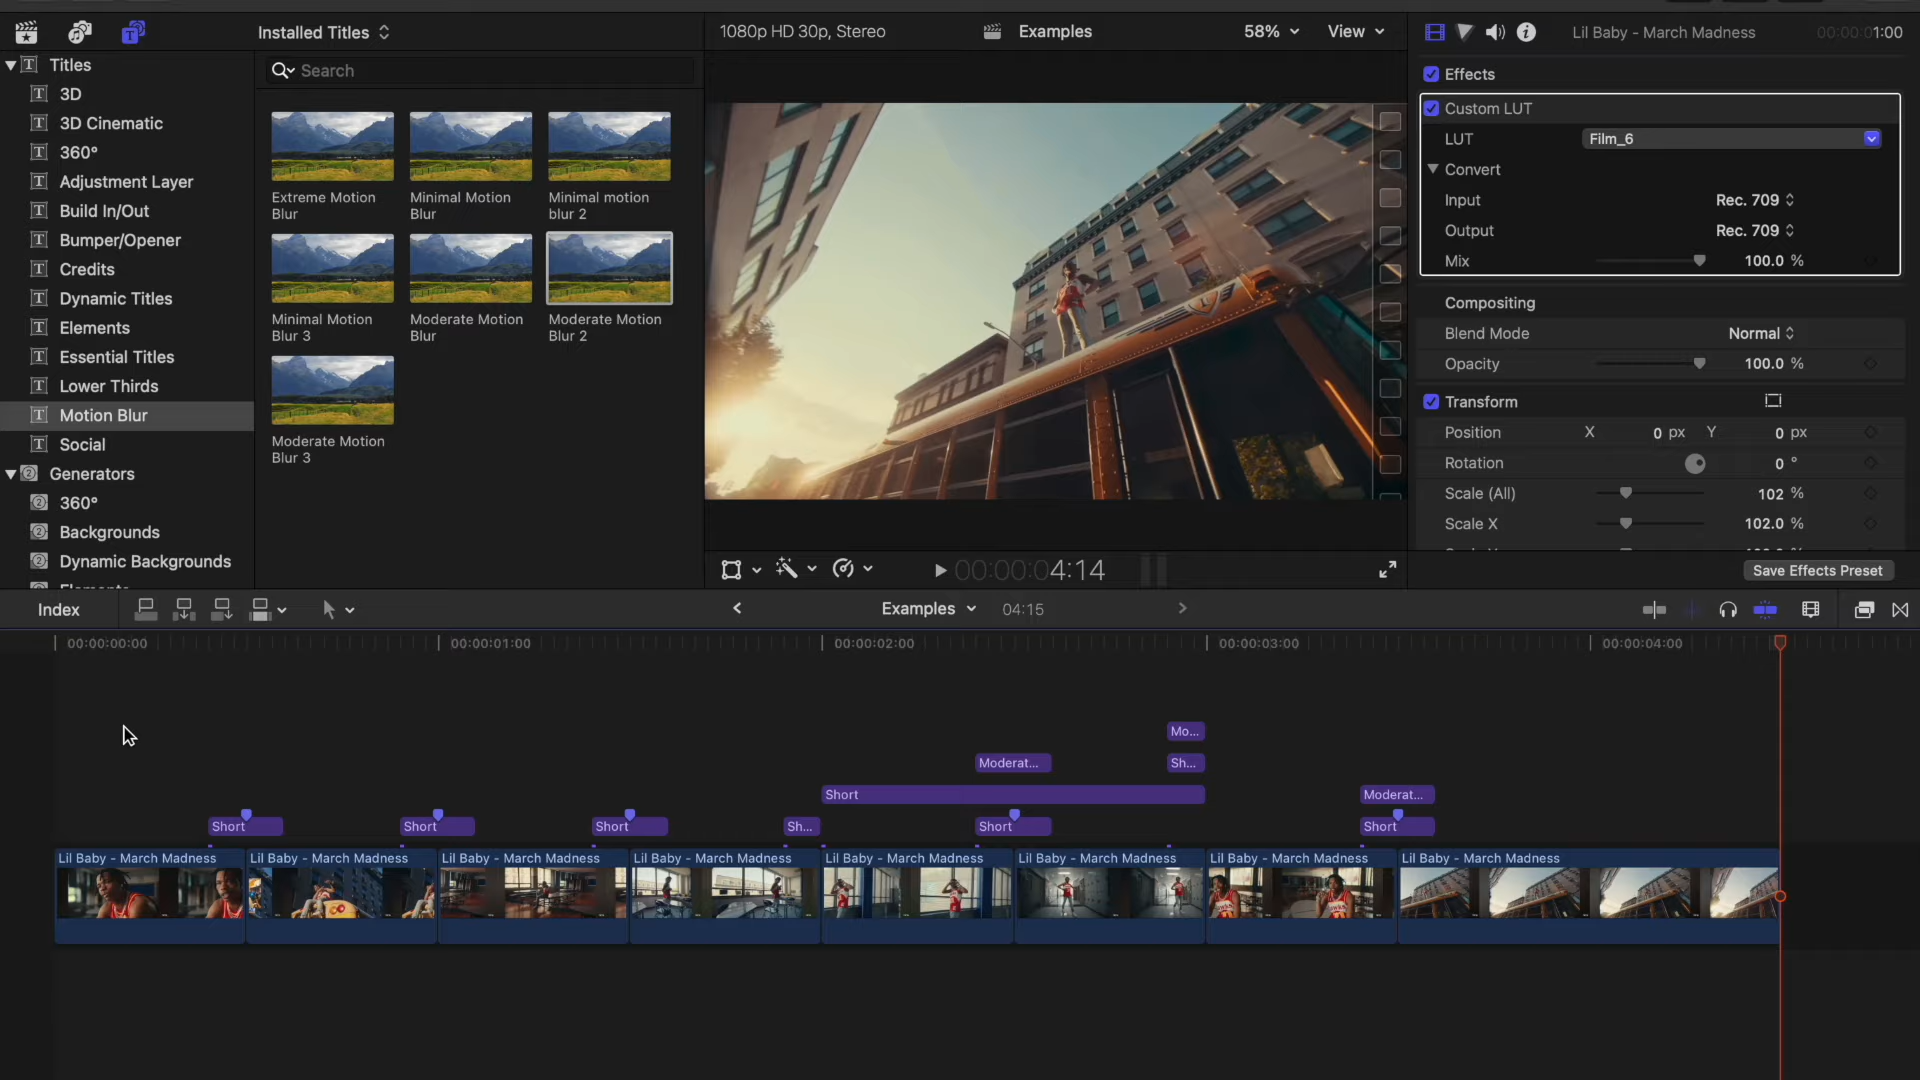 Installed Titles
1080p HD 30p, Stereo
Examples
58%
View
Lil Baby - March Madness
00:00:01:00
Titles
3D
3D Cinematic
360°
Adjustment Layer
Build In/Out
Bumper/Opener
Credits
Dynamic Titles
Elements
Essential Titles
Lower Thirds
Motion Blur
Social
Generators
360°
Backgrounds
Dynamic Backgrounds
Elements
Search
Extreme Motion
Blur
Minimal Motion
Blur
Minimal motion
blur 2
Minimal Motion
Blur 3
Moderate Motion
Blur
Moderate Motion
Blur 2
Moderate Motion
Blur 3
00:00:04:14
Effects
Custom LUT
LUT
Film_6
Convert
Input
Rec. 709
Output
Rec. 709
Mix
100.0 %
Compositing
Blend Mode
Normal
Opacity
100.0 %
Transform
Position
X
0 px
Y
0 px
Rotation
0 °
Scale (All)
102 %
Scale X
102.0 %
Save Effects Preset
Index
Examples
04:15
00:00:00:00
00:00:01:00
00:00:02:00
00:00:03:00
00:00:04:00
Mo...
Moderat...
Sh...
Short
Moderat...
Short
Short
Short
Sh...
Short
Short
Lil Baby - March Madness
Lil Baby - March Madness
Lil Baby - March Madness
Lil Baby - March Madness
Lil Baby - March Madness
Lil Baby - March Madness
Lil Baby - March Madness
Lil Baby - March Madness